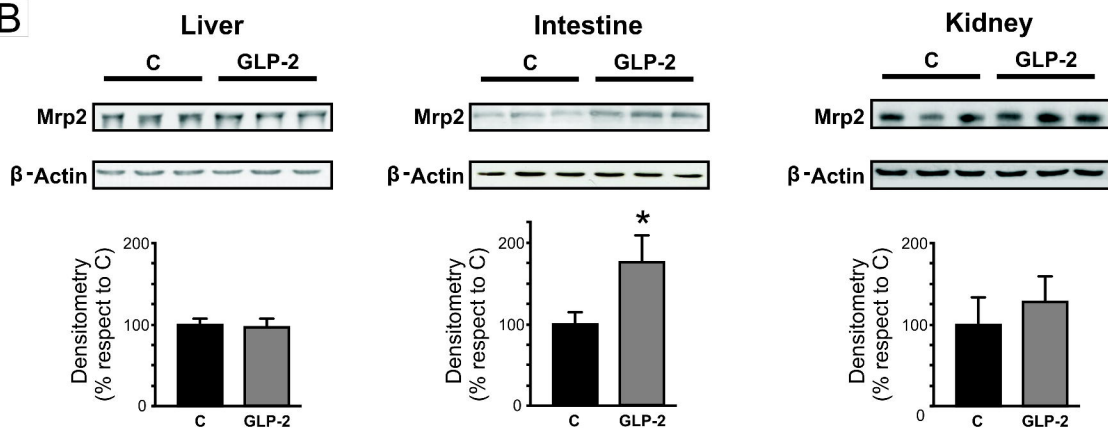 B
Liver
C GLP-2
Mrp2
β-Actin
Densitometry
(% respect to C)
200
100
0
C GLP-2
Intestine
C GLP-2
Mrp2
β-Actin
Densitometry
(% respect to C)
200
100
0
*
C GLP-2
Kidney
C GLP-2
Mrp2
β-Actin
Densitometry
(% respect to C)
200
100
0
C GLP-2